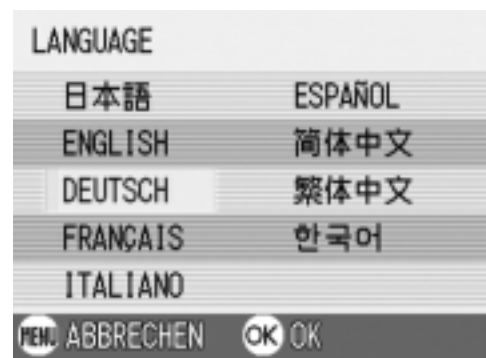 LANGUAGE
日本語 ESPAÑOL
ENGLISH 简体中文
DEUTSCH 繁体中文
FRANÇAIS 한국어
ITALIANO
MENU ABBRECHEN OK OK